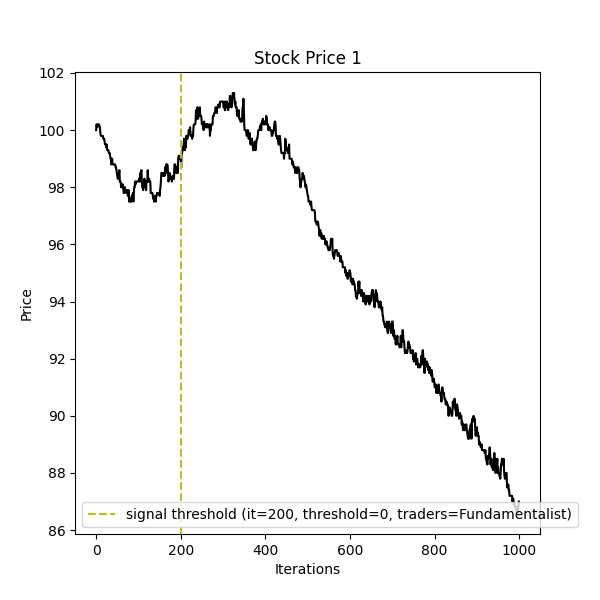 Stock Price 1
102
100
98
96
94
92
90
88
86
Price
signal threshold (it=200, threshold=0, traders=Fundamentalist)
0 200 400 600 800 1000
Iterations